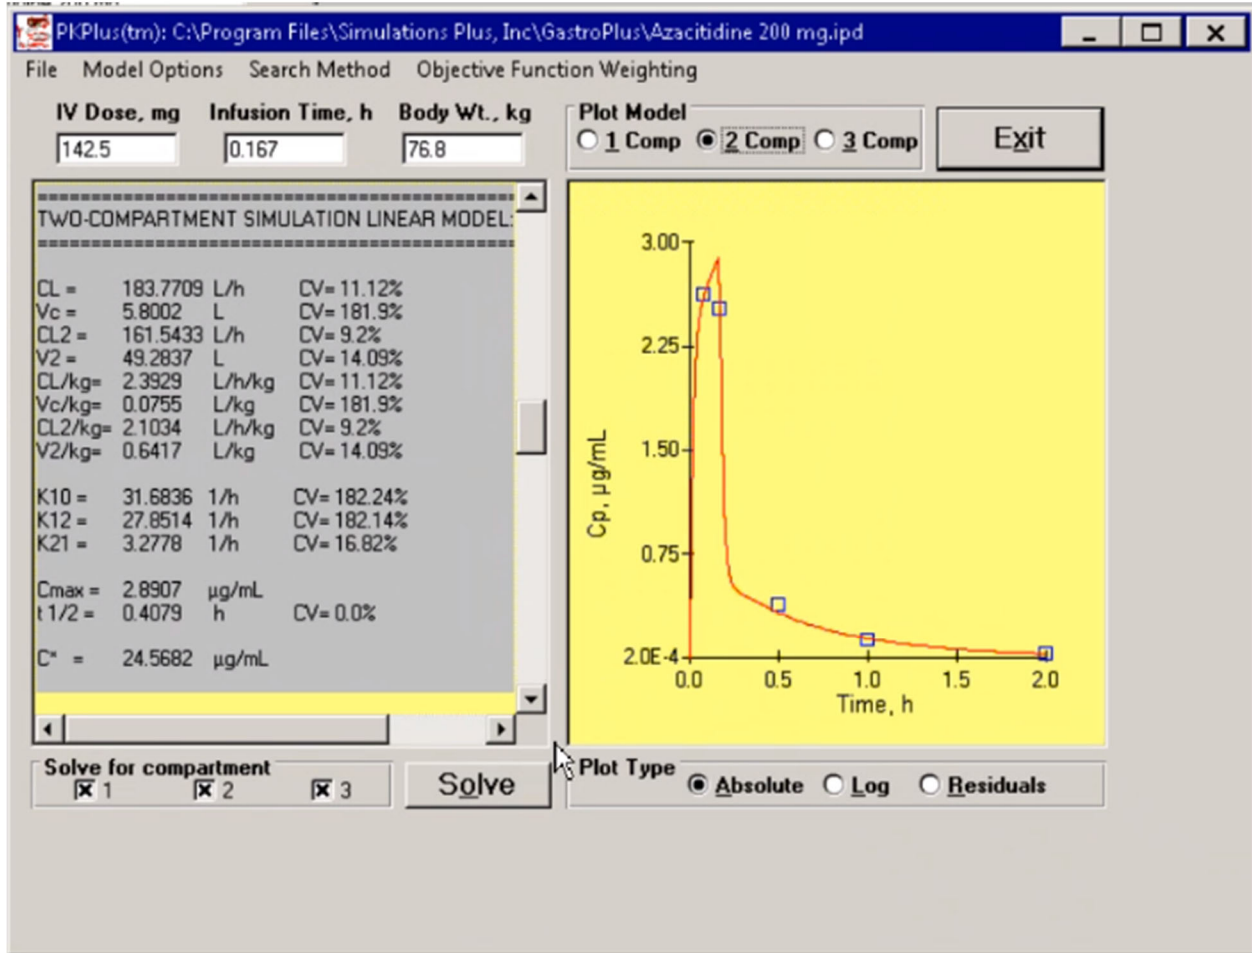 PKPlus(tm): C:\Program Files\Simulations Plus, Inc\GastroPlus\Azacitidine 200 mg.ipd
File Model Options Search Method Objective Function Weighting
IV Dose, mg Infusion Time, h Body Wt., kg
142.5 0.167 76.8
Plot Model
1 Comp 2 Comp 3 Comp
Exit
TWO-COMPARTMENT SIMULATION LINEAR MODEL:
CL = 183.7709 L/h CV= 11.12%
Vc = 5.8002 L CV= 181.9%
CL2 = 161.5433 L/h CV= 9.2%
V2 = 49.2837 L CV= 14.09%
CL/kg= 2.3929 L/h/kg CV= 11.12%
Vc/kg= 0.0755 L/kg CV= 181.9%
CL2/kg= 2.1034 L/h/kg CV= 9.2%
V2/kg= 0.6417 L/kg CV= 14.09%
K10 = 31.6836 1/h CV= 182.24%
K12 = 27.8514 1/h CV= 182.14%
K21 = 3.2778 1/h CV= 16.82%
Cmax = 2.8907 µg/mL
t 1/2 = 0.4079 h CV= 0.0%
C* = 24.5682 µg/mL
3.00
2.25
1.50
0.75
2.0E-4
Cp, µg/mL
0.0 0.5 1.0 1.5 2.0
Time, h
Solve for compartment
1 2 3
Solve
Plot Type
Absolute Log Residuals